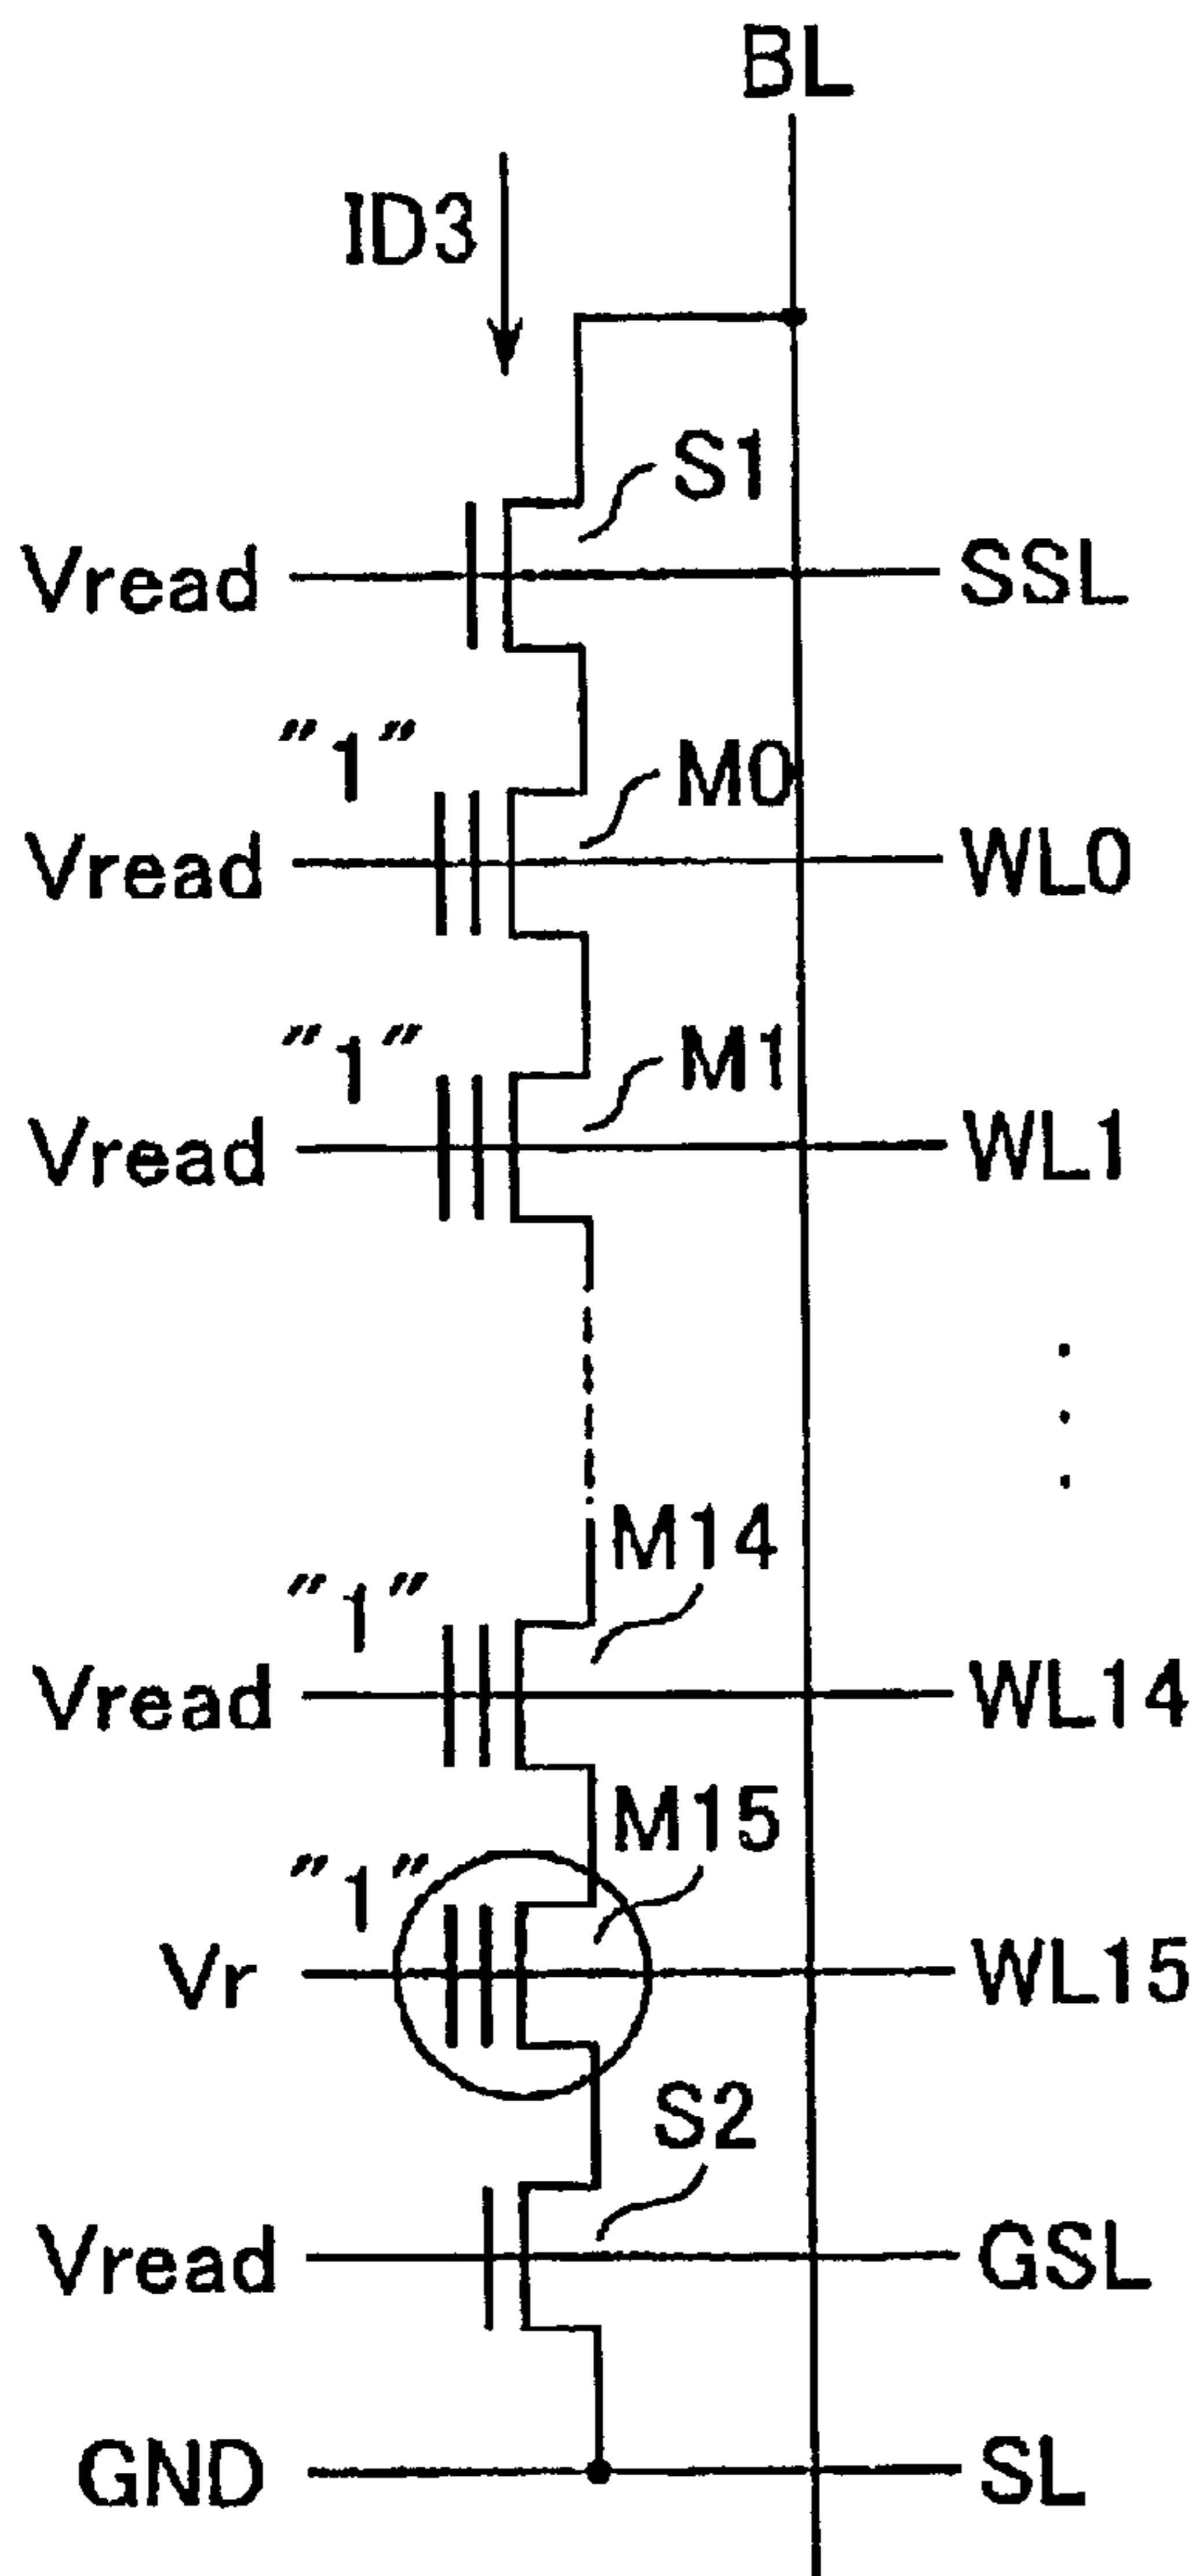 BL
ID3
S1
Vread SSL
"1" M0
Vread WL0
"1" M1
Vread WL1
M14
"1"
Vread WL14
M15
"1"
Vr WL15
S2
Vread GSL
GND SL